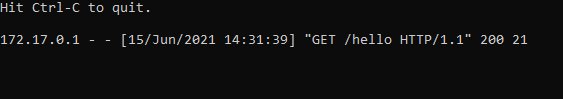 Hit Ctrl-C to quit.
172.17.0.1 - - [15/Jun/2021 14:31:39] "GET /hello HTTP/1.1" 200 21